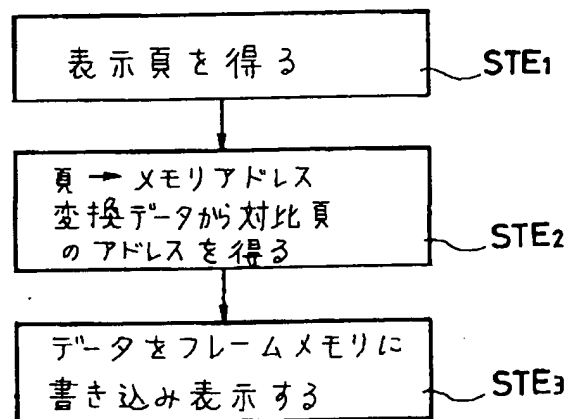 表示頁を得る
STE1
頁→メモリアドレス
変換データから対比頁
のアドレスを得る
STE2
データをフレームメモリに
書き込み表示する
STE3